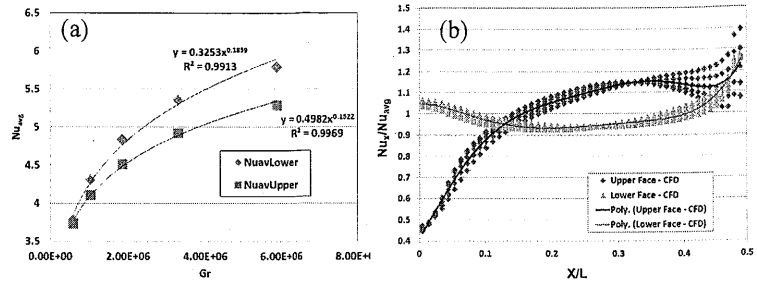 (a)
6
5.5
5
4.5
4
3.5
Nuavg
y = 0.3253x^0.1859
R² = 0.9913
y = 0.4982x^0.1522
R² = 0.9969
NuavLower
NuavUpper
0.00E+00
2.00E+06
4.00E+06
6.00E+06
8.00E+
Gr
(b)
1.5
1.4
1.3
1.2
1.1
1
0.9
0.8
0.7
0.6
0.5
0.4
Nux/Nuavg
Upper Face - CFD
Lower Face - CFD
Poly. (Upper Face - CFD)
Poly. (Lower Face - CFD)
0
0.1
0.2
0.3
0.4
0.5
X/L